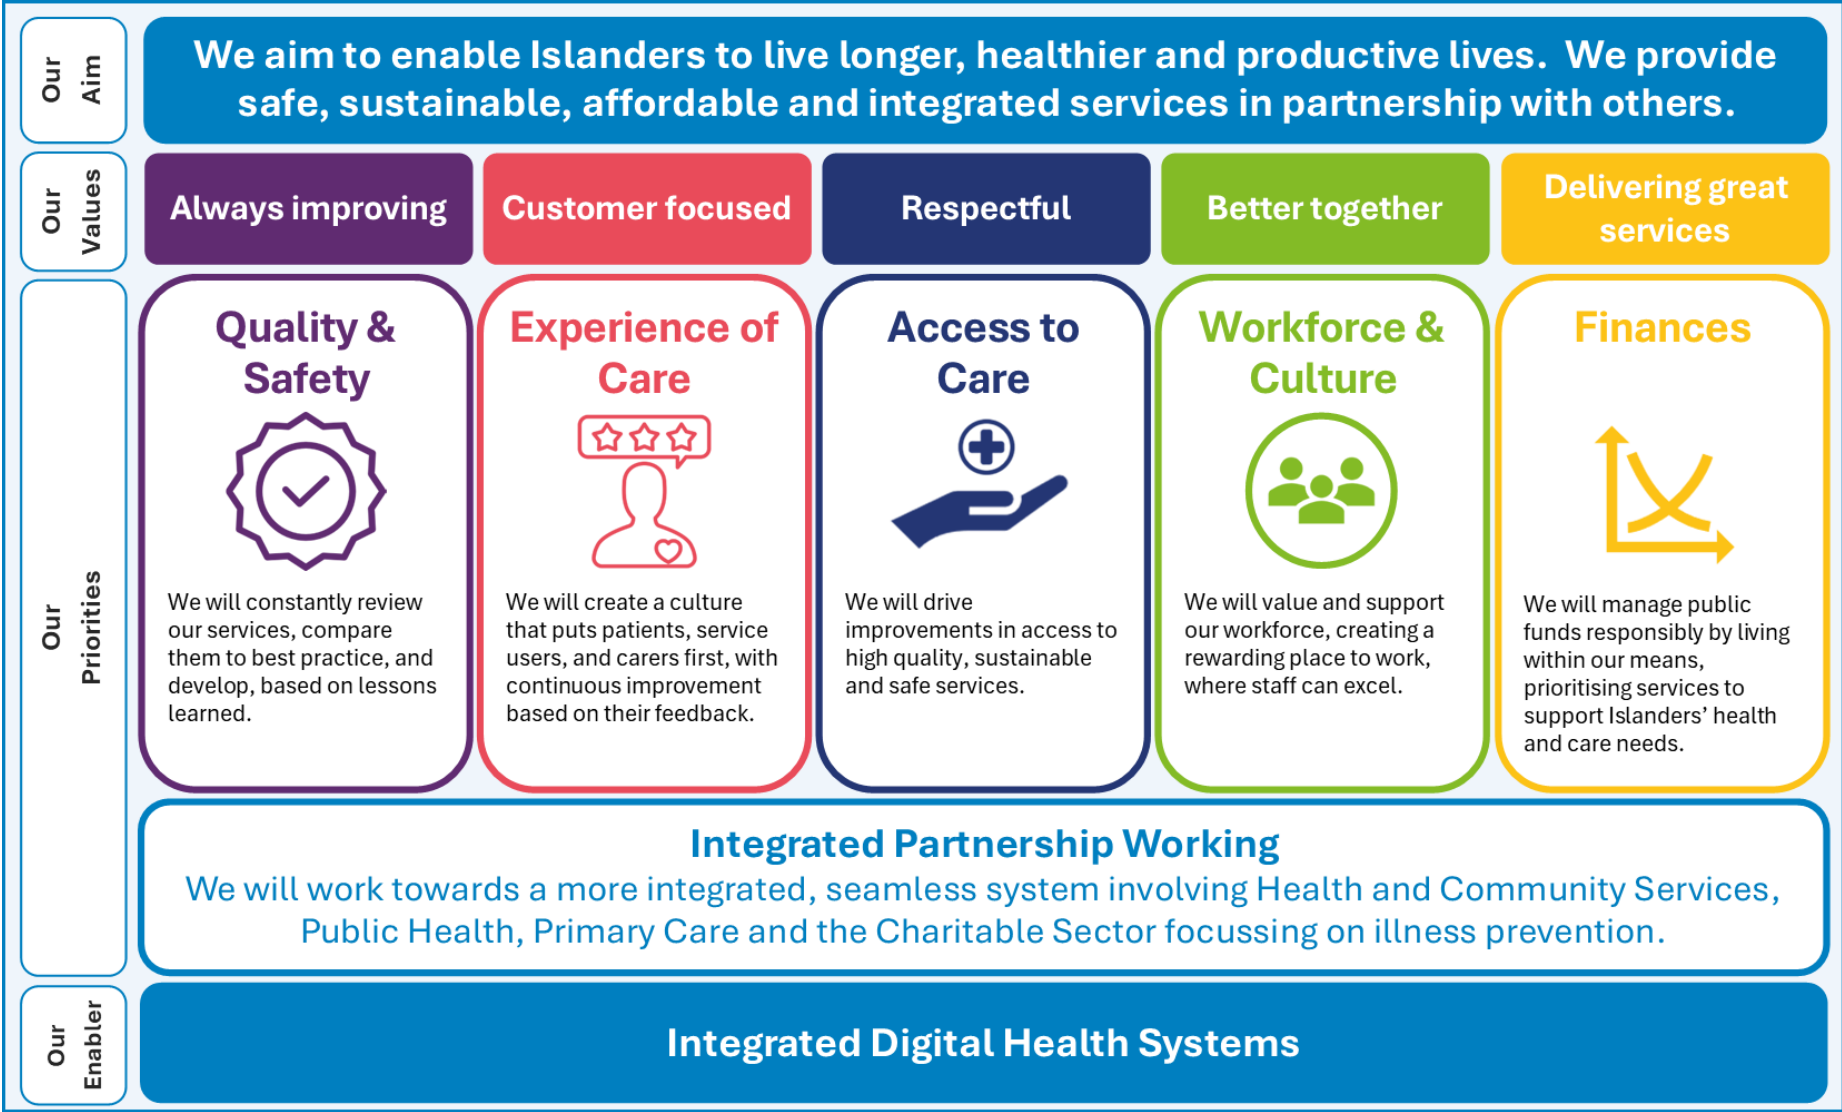 Our
Aim
We aim to enable Islanders to live longer, healthier and productive lives.  We provide
safe, sustainable, affordable and integrated services in partnership with others.
Our
Values
Always improving
Customer focused
Respectful
Better together
Delivering great
services
Our
Priorities
Quality &
Safety
We will constantly review
our services, compare
them to best practice, and
develop, based on lessons
learned.
Experience of
Care
We will create a culture
that puts patients, service
users, and carers first, with
continuous improvement
based on their feedback.
Access to
Care
We will drive
improvements in access to
high quality, sustainable
and safe services.
Workforce &
Culture
We will value and support
our workforce, creating a
rewarding place to work,
where staff can excel.
Finances
We will manage public
funds responsibly by living
within our means,
prioritising services to
support Islanders’ health
and care needs.
Integrated Partnership Working
We will work towards a more integrated, seamless system involving Health and Community Services,
Public Health, Primary Care and the Charitable Sector focussing on illness prevention.
Our
Enabler
Integrated Digital Health Systems